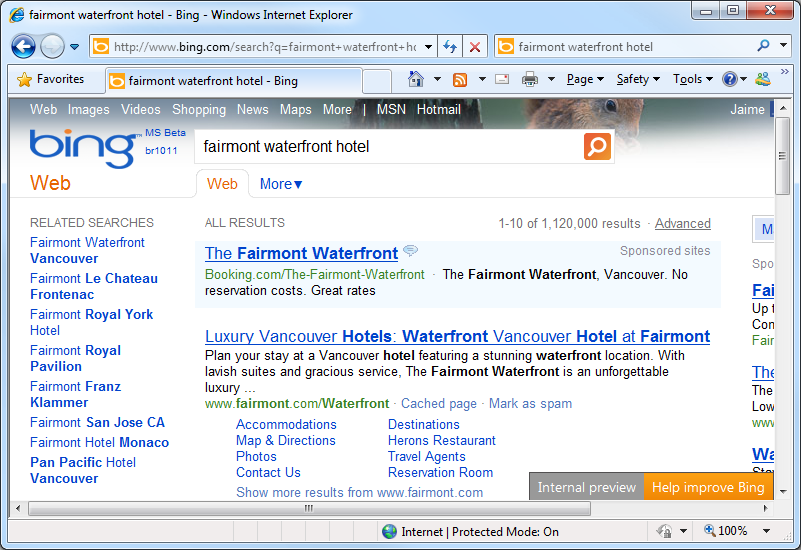 fairmont waterfront hotel - Bing - Windows Internet Explorer
http://www.bing.com/search?q=fairmont+waterfront+ho
fairmont waterfront hotel
Favorites
fairmont waterfront hotel - Bing
Page
Safety
Tools
Web Images Videos Shopping News Maps More | MSN Hotmail
Jaime
bing™
MS Beta
br1011
fairmont waterfront hotel
Web
Web
More▾
RELATED SEARCHES
Fairmont Waterfront
Vancouver
Fairmont Le Chateau
Frontenac
Fairmont Royal York
Hotel
Fairmont Royal
Pavilion
Fairmont Franz
Klammer
Fairmont San Jose CA
Fairmont Hotel Monaco
Pan Pacific Hotel
Vancouver
ALL RESULTS
1-10 of 1,120,000 results · Advanced
The Fairmont Waterfront
Sponsored sites
Booking.com/The-Fairmont-Waterfront · The Fairmont Waterfront, Vancouver. No
reservation costs. Great rates
Luxury Vancouver Hotels: Waterfront Vancouver Hotel at Fairmont
Plan your stay at a Vancouver hotel featuring a stunning waterfront location. With
lavish suites and gracious service, The Fairmont Waterfront is an unforgettable
luxury ...
www.fairmont.com/Waterfront · Cached page · Mark as spam
Accommodations
Destinations
Map & Directions
Herons Restaurant
Photos
Travel Agents
Contact Us
Reservation Room
Show more results from www.fairmont.com
M
Spo
Fai
Up t
Con
Fair
The
The
Low
www
Wa
Internal preview
Help improve Bing
Internet | Protected Mode: On
100%